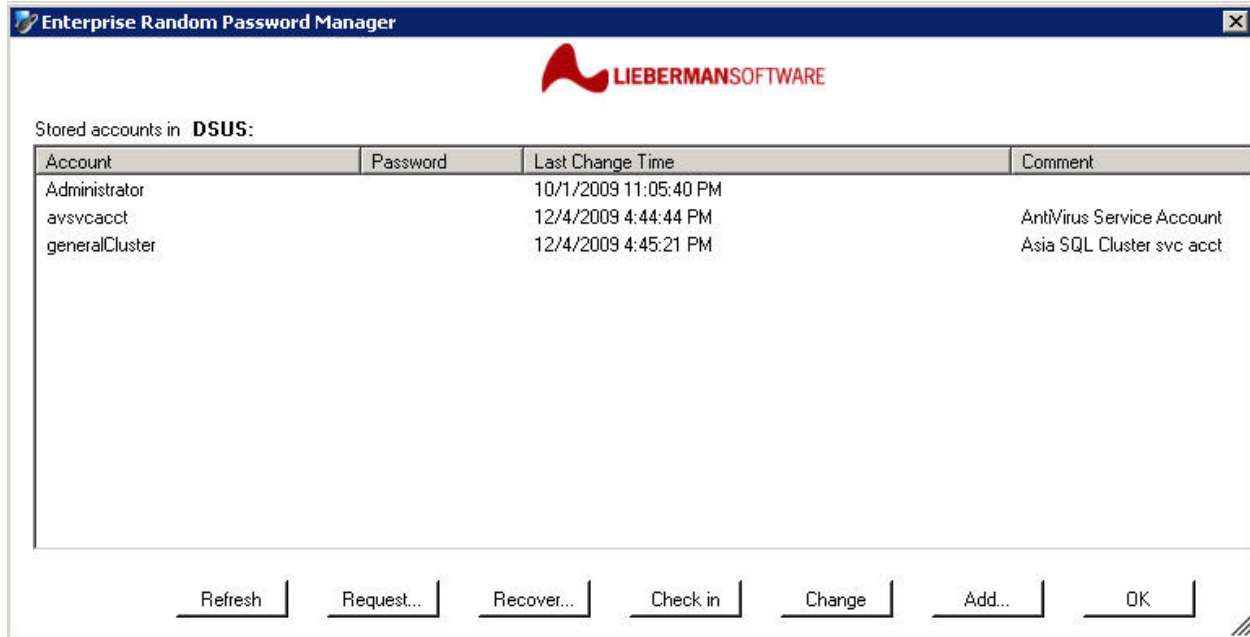 Enterprise Random Password Manager
LIEBERMANSOFTWARE
Stored accounts in DSUS:
Account Password Last Change Time Comment
Administrator 10/1/2009 11:05:40 PM
avsvcacct 12/4/2009 4:44:44 PM AntiVirus Service Account
generalCluster 12/4/2009 4:45:21 PM Asia SQL Cluster svc acct
Refresh Request... Recover... Check in Change Add... OK